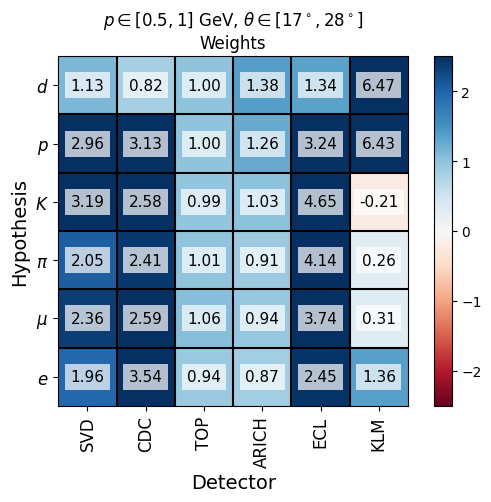 p ∈ [0.5, 1] GeV, θ ∈ [17°, 28°]
Weights
Hypothesis
d 1.13 0.82 1.00 1.38 1.34 6.47
p 2.96 3.13 1.00 1.26 3.24 6.43
K 3.19 2.58 0.99 1.03 4.65 -0.21
π 2.05 2.41 1.01 0.91 4.14 0.26
μ 2.36 2.59 1.06 0.94 3.74 0.31
e 1.96 3.54 0.94 0.87 2.45 1.36
SVD CDC TOP ARICH ECL KLM
Detector
2
1
0
−1
−2